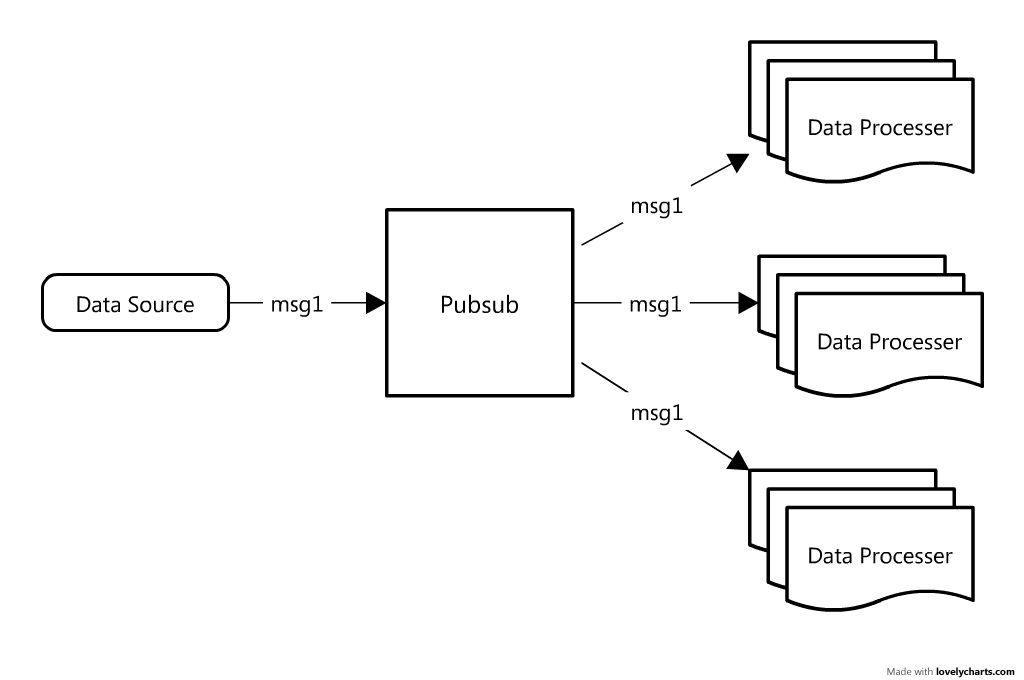 Data Processer
msg1
Data Source
msg1
Pubsub
msg1
Data Processer
msg1
Data Processer
Made with lovelycharts.com